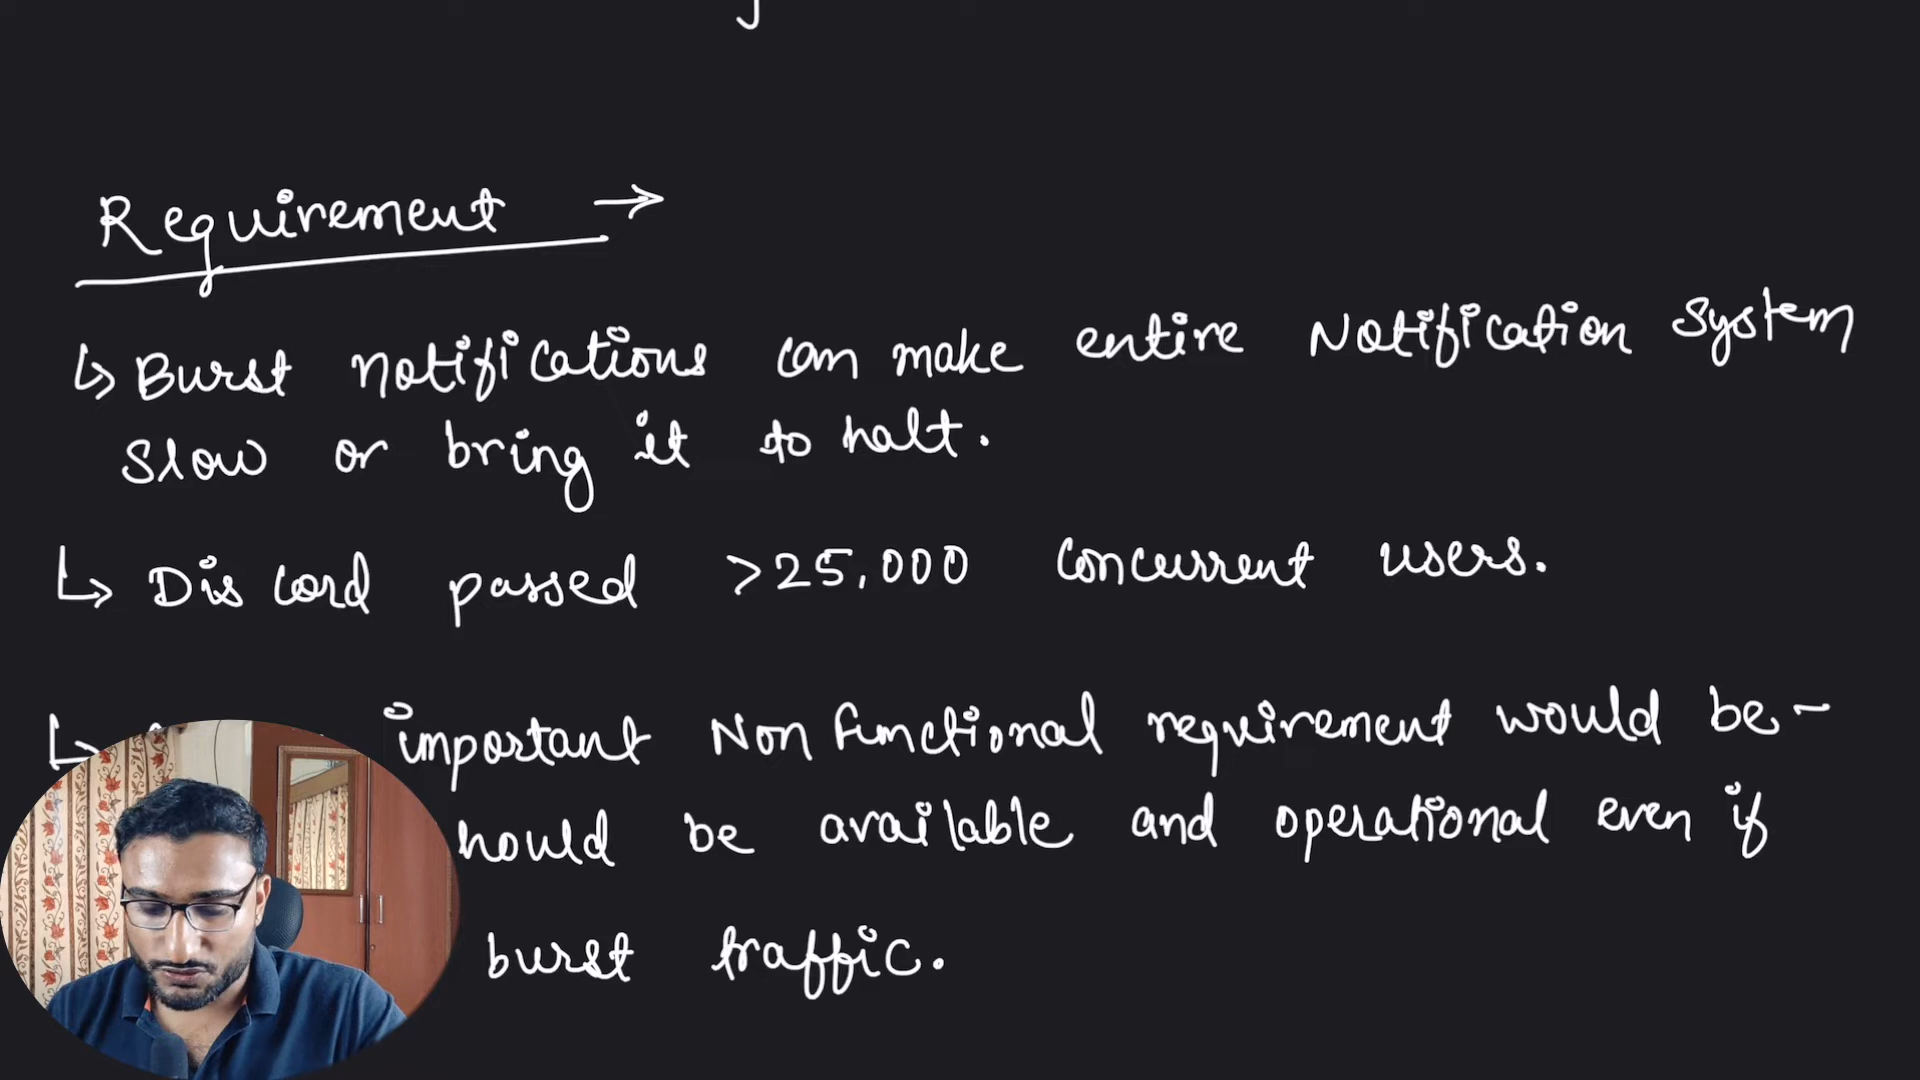 Requirement →
↳ Burst notifications can make entire Notification System
slow or bring it to halt.
↳ Discord passed >25,000 concurrent users.
↳ important Non functional requirement would be -
be available and operational even if
burst traffic.